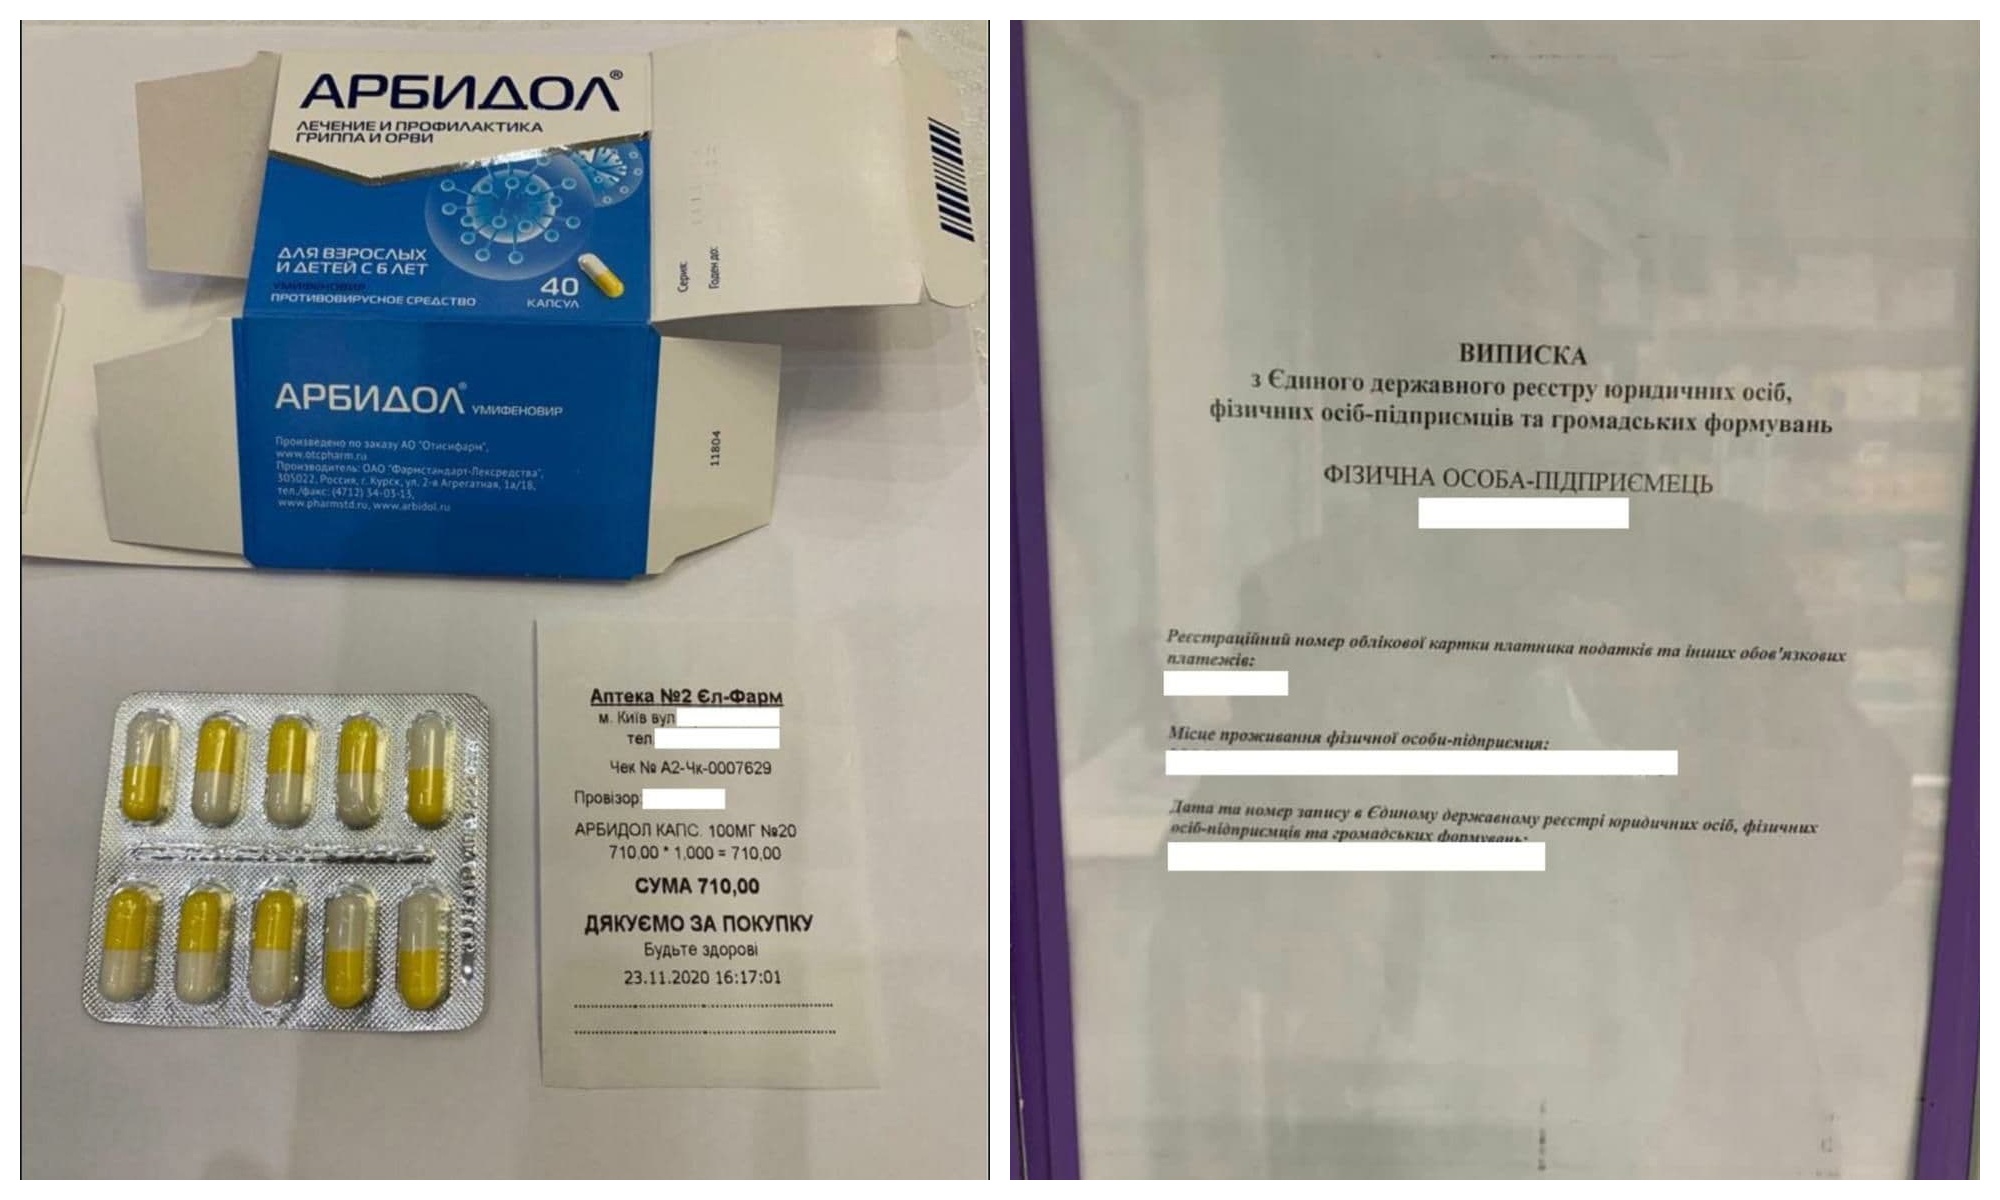 АРБИДОЛ®
ЛЕЧЕНИЕ И ПРОФИЛАКТИКА
ГРИППА И ОРВИ
ДЛЯ ВЗРОСЛЫХ
И ДЕТЕЙ С 6 ЛЕТ
УМИФЕНОВИР
ПРОТИВОВИРУСНОЕ СРЕДСТВО
40
КАПСУЛ
Серия:
Годен до:
АРБИДОЛ® УМИФЕНОВИР
Произведено по заказу АО "Отисифарм",
www.otcpharm.ru
Производитель: ОАО "Фармстандарт-Лексредства",
305022, Россия, г. Курск, ул. 2-я Агрегатная, 1а/18,
тел./факс: (4712) 34-03-13,
www.pharmstd.ru, www.arbidol.ru
11804
Аптека №2 Єл-Фарм
м. Київ вул
тел
Чек № А2-Чк-0007629
Провізор:
АРБИДОЛ КАПС. 100МГ №20
710,00 * 1,000 = 710,00
СУМА 710,00
ДЯКУЄМО ЗА ПОКУПКУ
Будьте здорові
23.11.2020 16:17:01
ВИПИСКА
з Єдиного державного реєстру юридичних осіб,
фізичних осіб-підприємців та громадських формувань
ФІЗИЧНА ОСОБА-ПІДПРИЄМЕЦЬ
Реєстраційний номер облікової картки платника податків та інших обов'язкових
платежів:
Місце проживання фізичної особи-підприємця:
Дата та номер запису в Єдиному державному реєстрі юридичних осіб, фізичних
осіб-підприємців та громадських формувань: